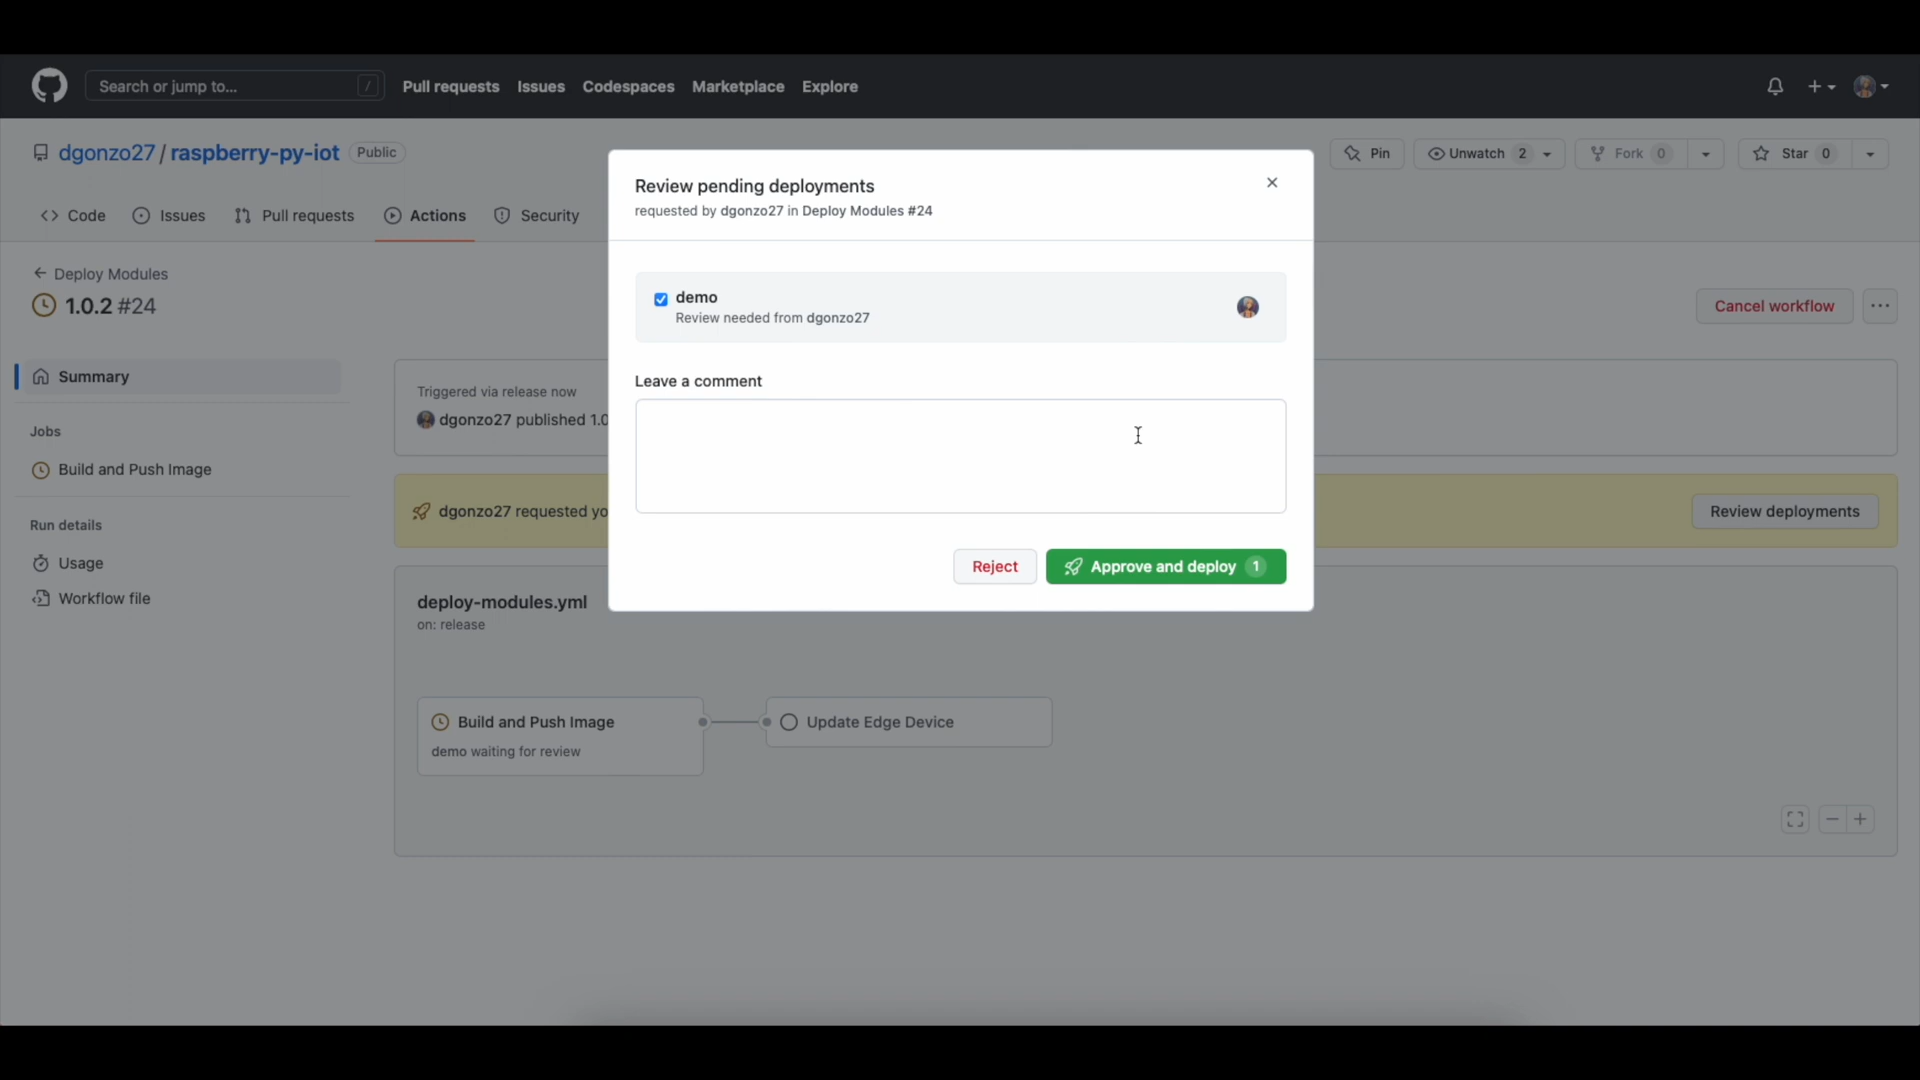 Search or jump to... /
Pull requests Issues Codespaces Marketplace Explore
dgonzo27 / raspberry-py-iot Public
Pin Unwatch 2 Fork 0 Star 0
Code Issues Pull requests Actions Security
Deploy Modules
1.0.2 #24
Cancel workflow ...
Summary
Jobs
Build and Push Image
Run details
Usage
Workflow file
Triggered via release now
dgonzo27 published 1.0
dgonzo27 requested yo
Review deployments
deploy-modules.yml
on: release
Build and Push Image
demo waiting for review
Update Edge Device
Review pending deployments
requested by dgonzo27 in Deploy Modules #24
demo
Review needed from dgonzo27
Leave a comment
Reject Approve and deploy 1